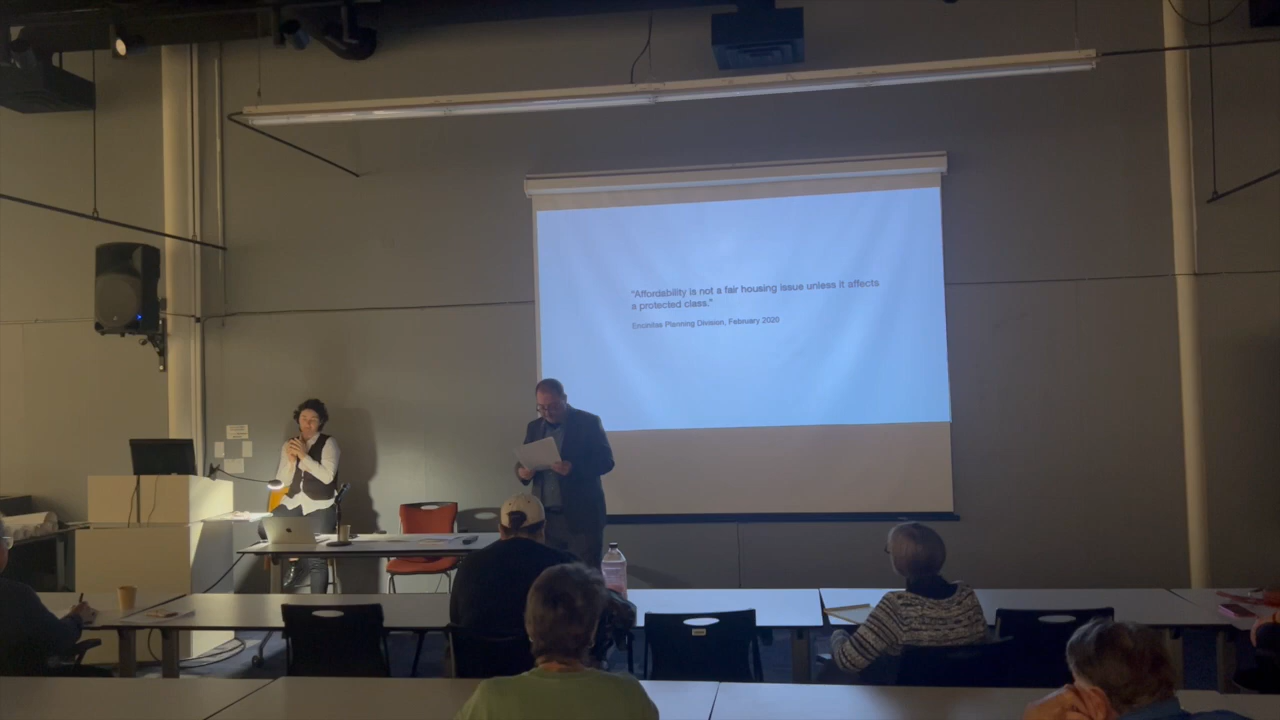 "Affordability is not a fair housing issue unless it affects
a protected class."
Encinitas Planning Division, February 2020